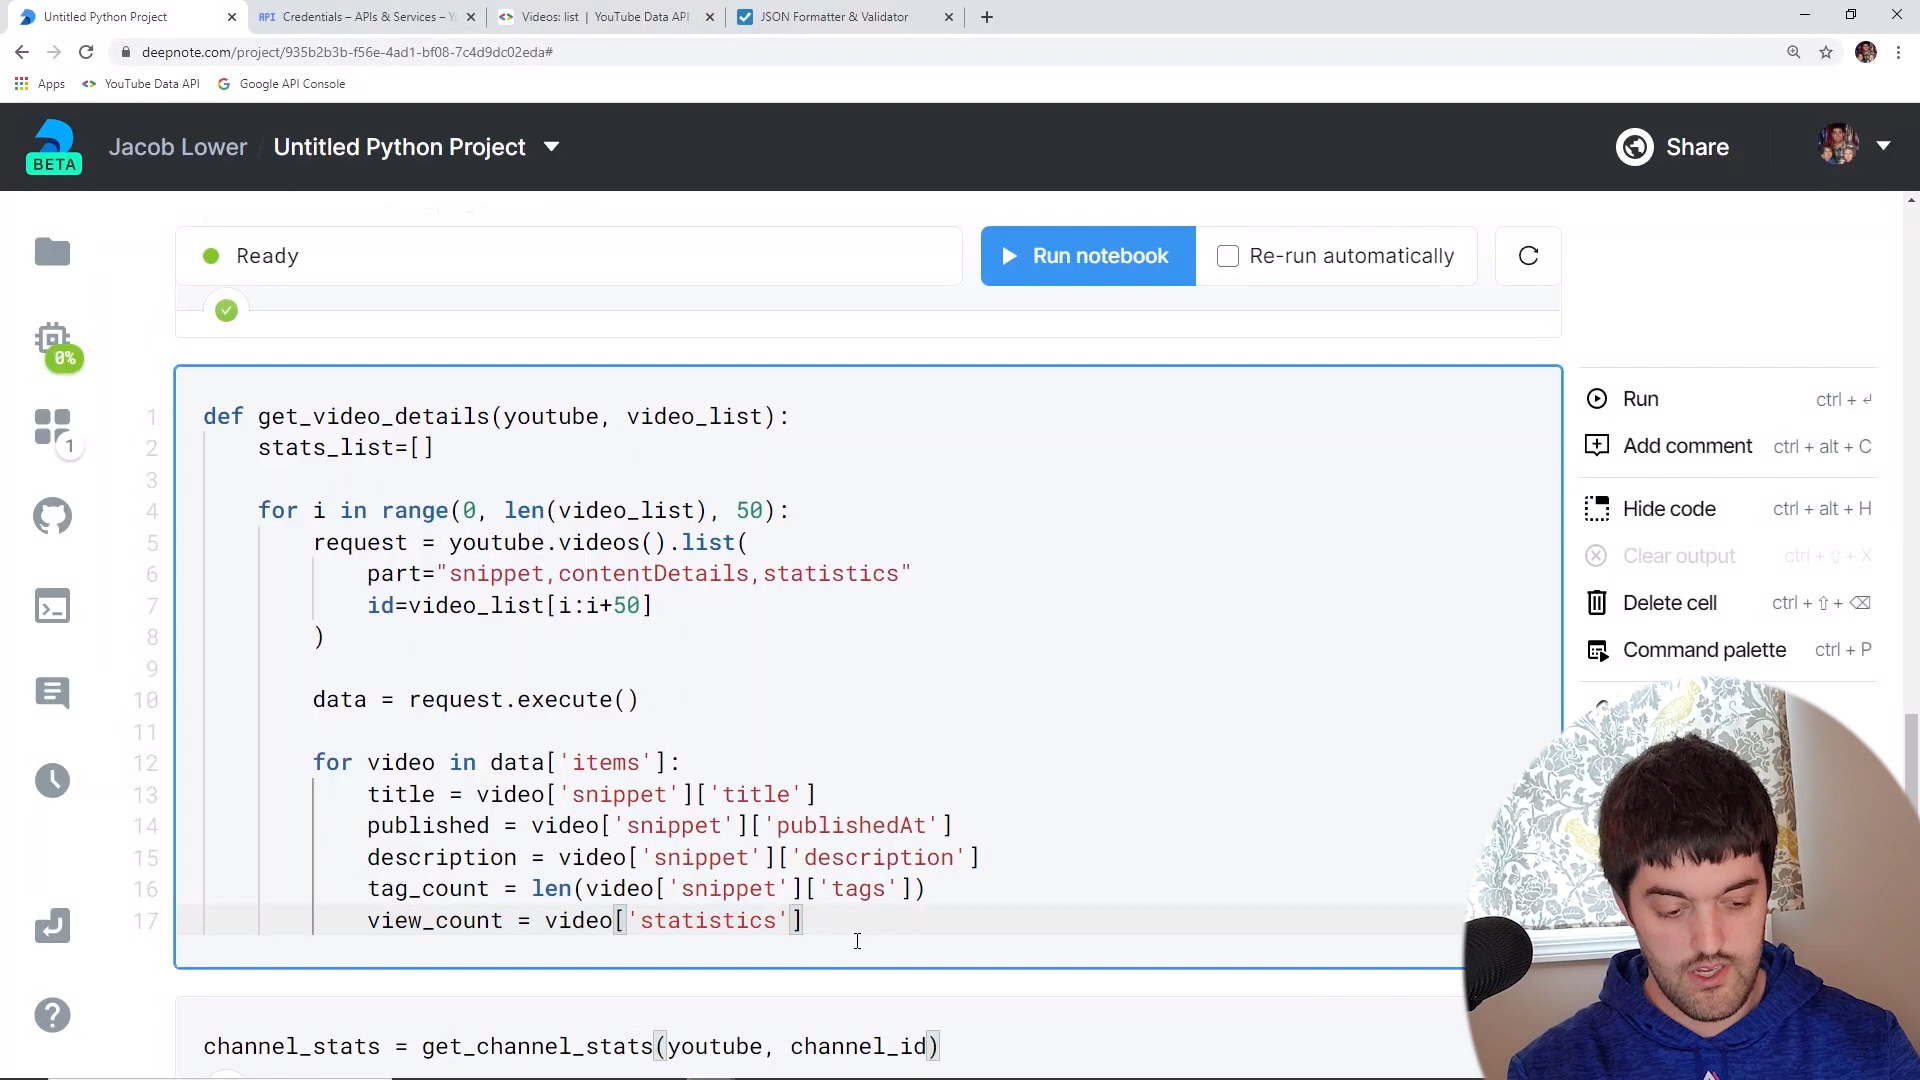 Untitled Python Project
API Credentials – APIs & Services – Y
Videos: list | YouTube Data API
JSON Formatter & Validator
deepnote.com/project/935b2b3b-f56e-4ad1-bf08-7c4d9dc02eda#
Apps
YouTube Data API
Google API Console
BETA
Jacob Lower / Untitled Python Project
Share
Ready
Run notebook
Re-run automatically
0%
1
1 def get_video_details(youtube, video_list):
2 stats_list=[]
3
4 for i in range(0, len(video_list), 50):
5 request = youtube.videos().list(
6 part="snippet,contentDetails,statistics"
7 id=video_list[i:i+50]
8 )
9
10 data = request.execute()
11
12 for video in data['items']:
13 title = video['snippet']['title']
14 published = video['snippet']['publishedAt']
15 description = video['snippet']['description']
16 tag_count = len(video['snippet']['tags'])
17 view_count = video['statistics']
Run ctrl + ↵
Add comment ctrl + alt + C
Hide code ctrl + alt + H
Clear output ctrl + ⇧ + X
Delete cell ctrl + ⇧ + ⌫
Command palette ctrl + P
channel_stats = get_channel_stats(youtube, channel_id)